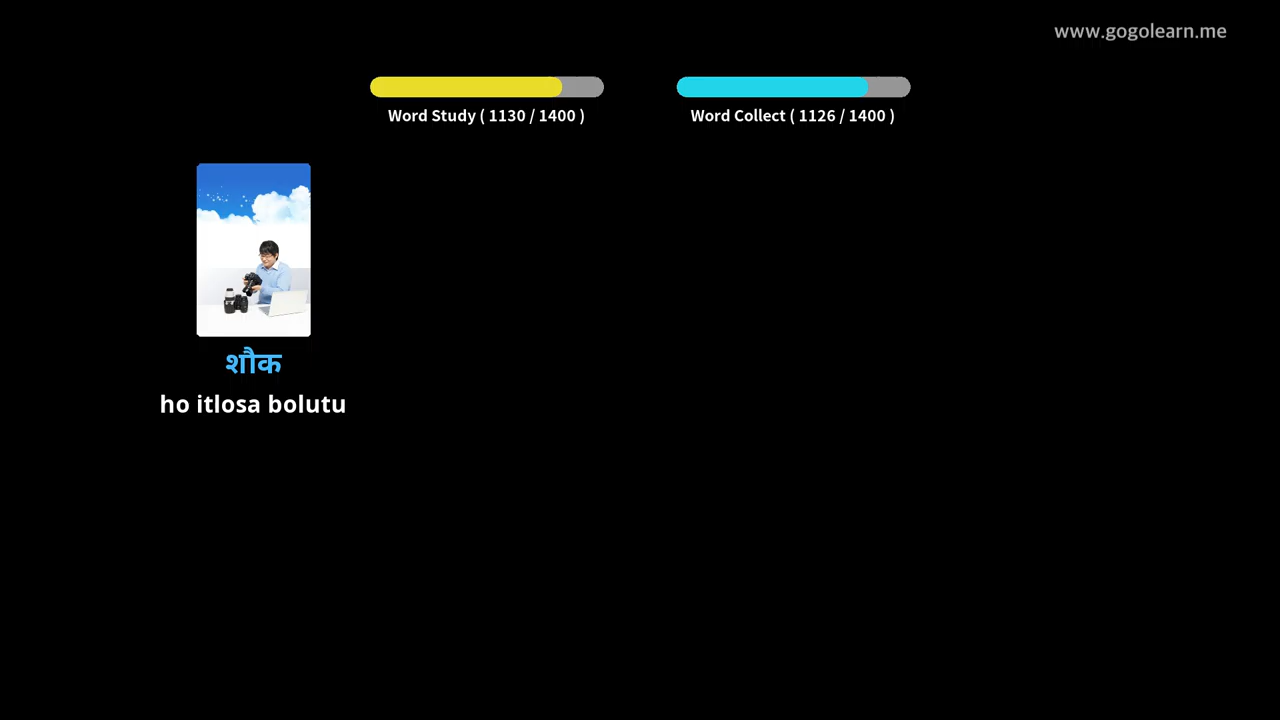 www.gogolearn.me
Word Study ( 1130 / 1400 )
Word Collect ( 1126 / 1400 )
शौक
ho itlosa bolutu